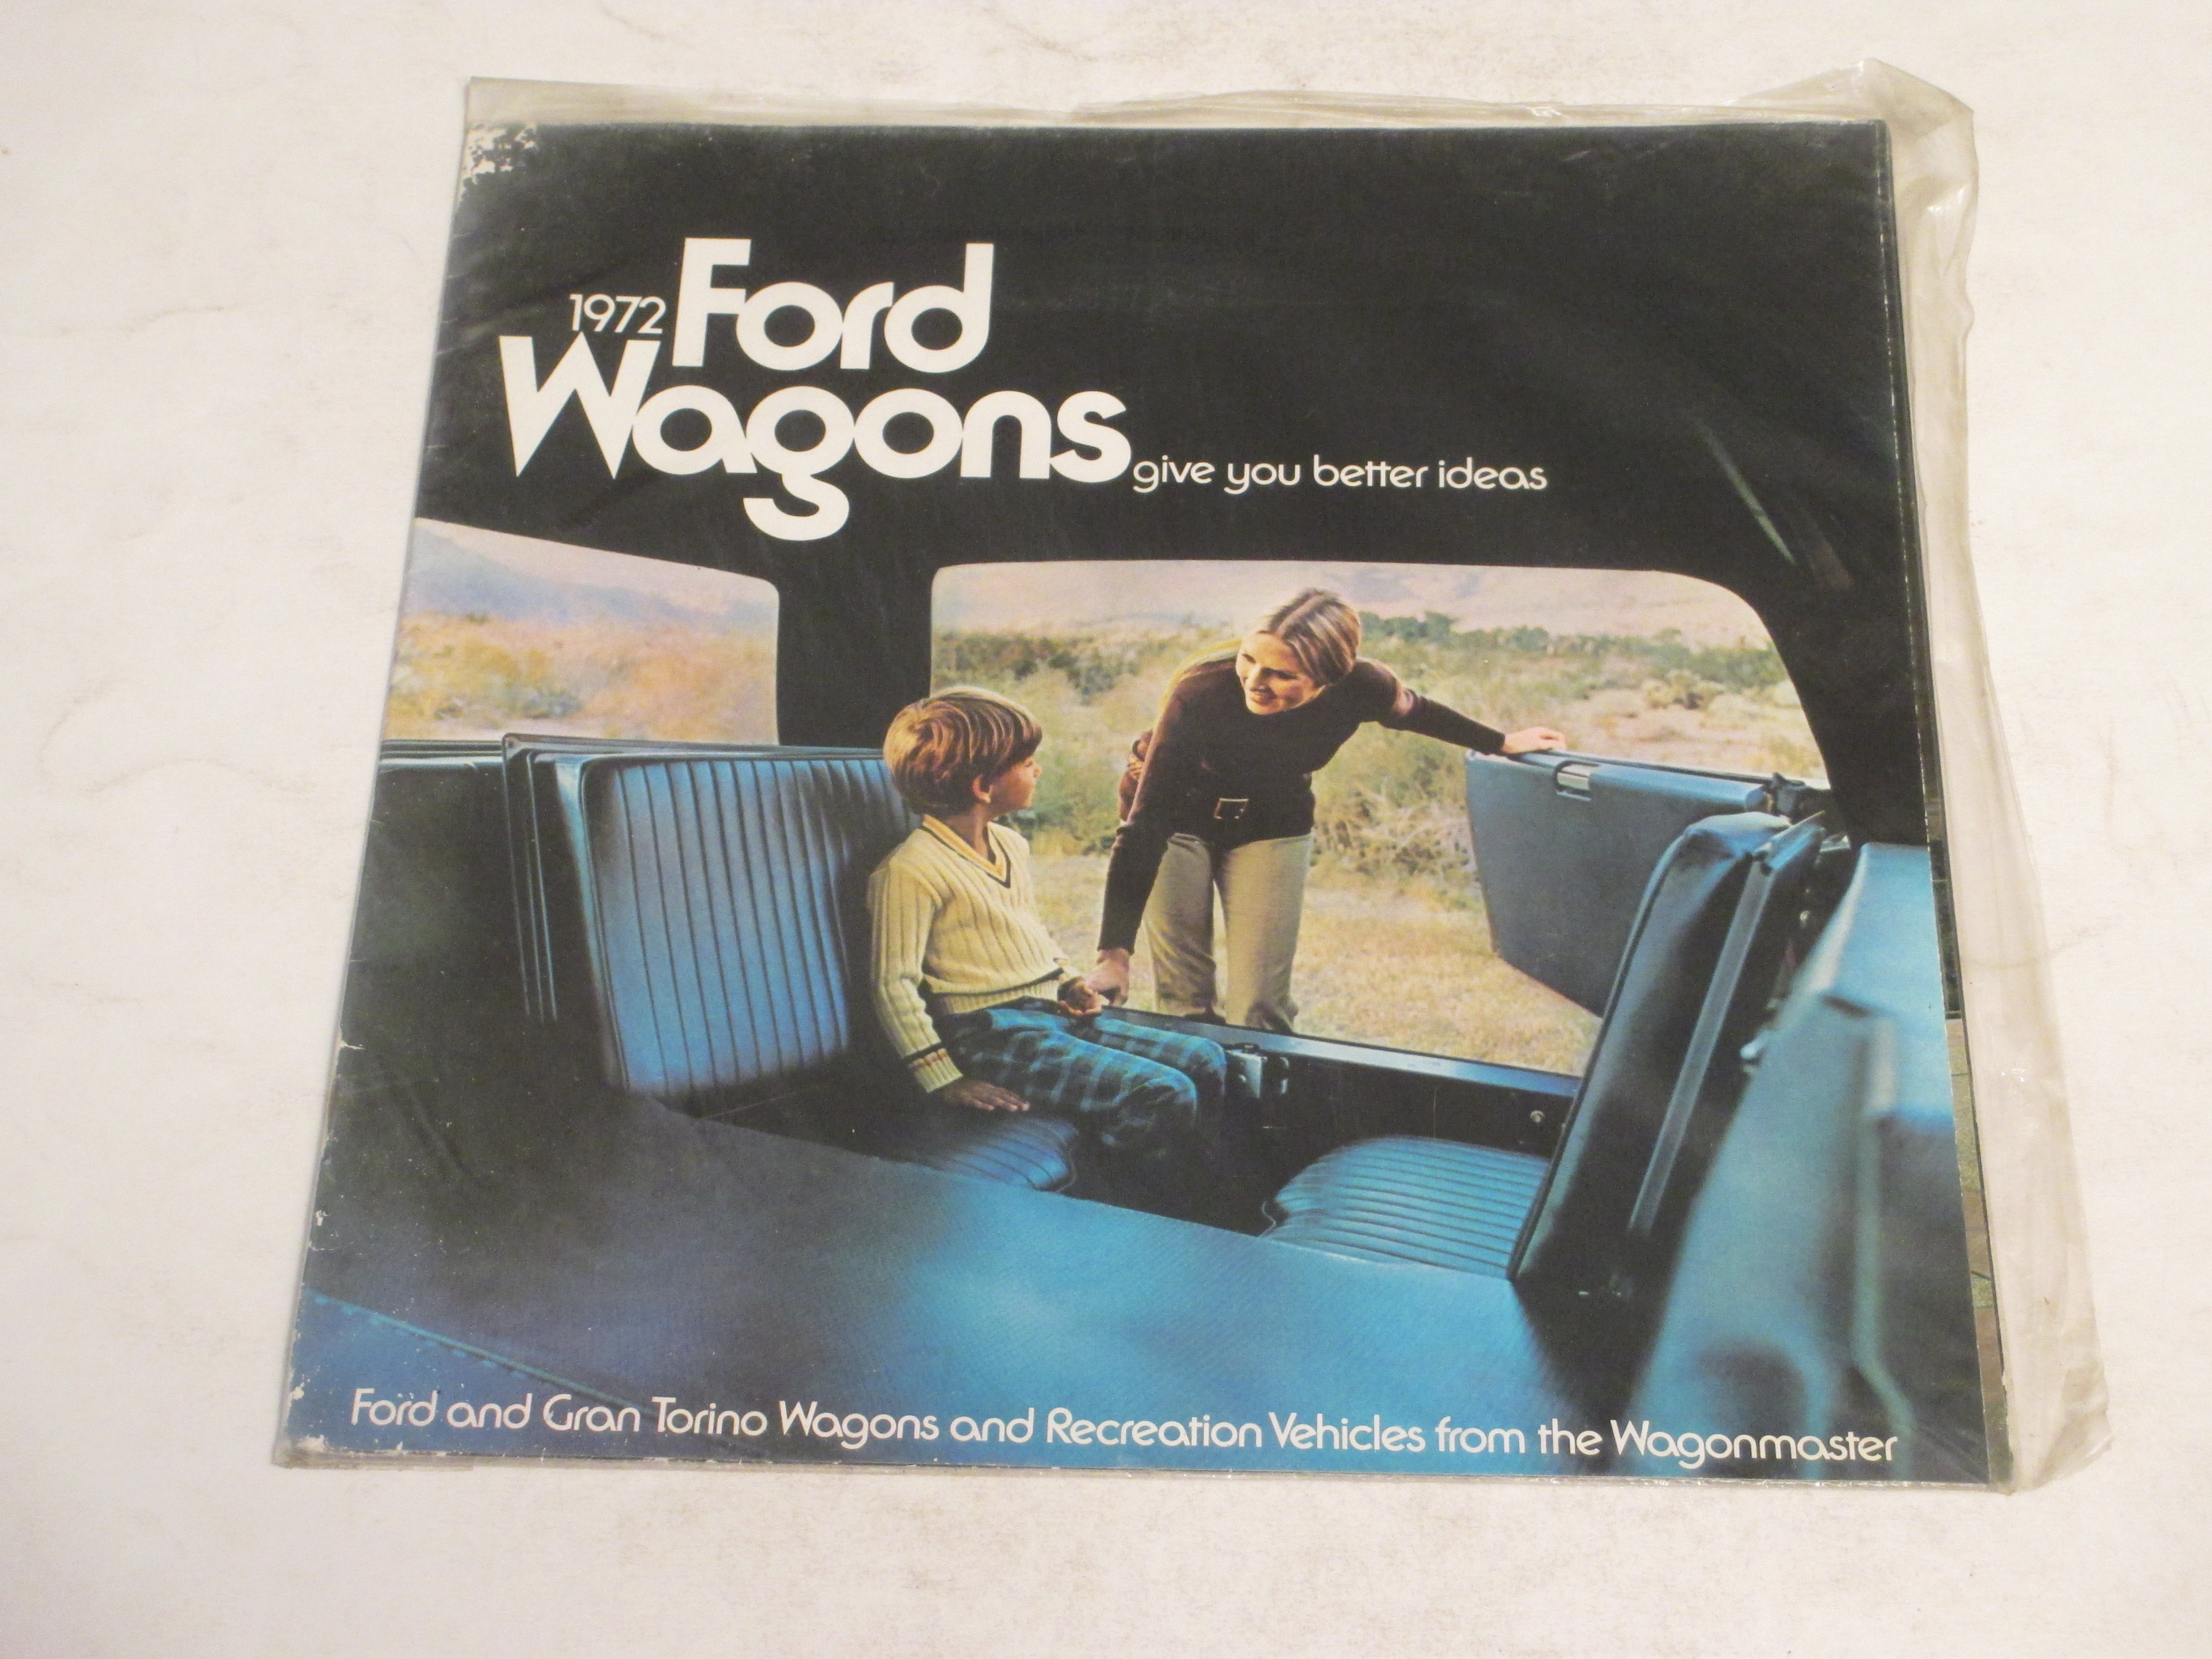 1972 Ford
Wagons give you better ideas
Ford and Gran Torino Wagons and Recreation Vehicles from the Wagonmaster